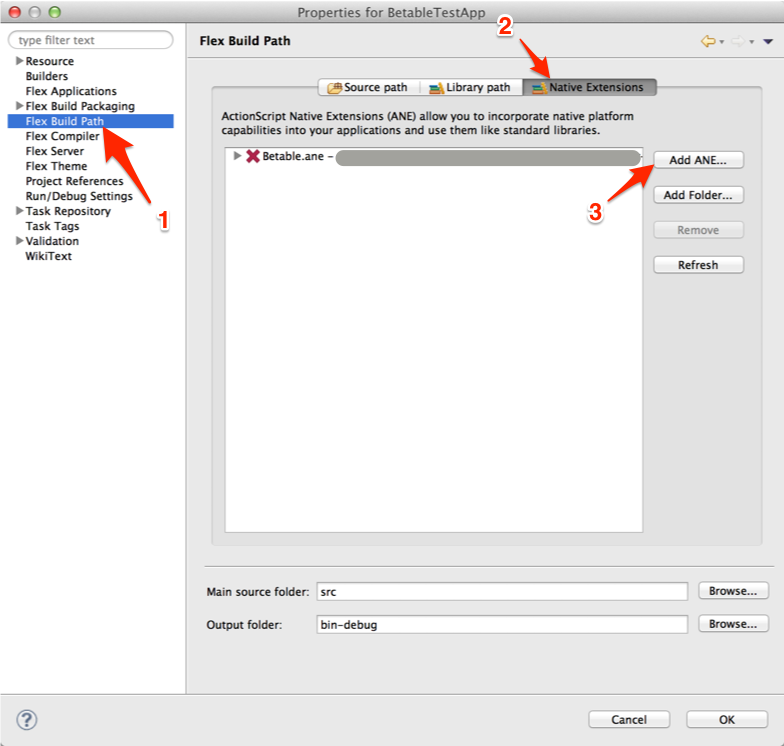 Properties for BetableTestApp
type filter text
Resource
Builders
Flex Applications
Flex Build Packaging
Flex Build Path
Flex Compiler
Flex Server
Flex Theme
Project References
Run/Debug Settings
Task Repository
Task Tags
Validation
WikiText
1
Flex Build Path
2
Source path
Library path
Native Extensions
ActionScript Native Extensions (ANE) allow you to incorporate native platform
capabilities into your applications and use them like standard libraries.
Betable.ane –
Add ANE...
3
Add Folder...
Remove
Refresh
Main source folder: src Browse...
Output folder: bin-debug Browse...
?
Cancel
OK